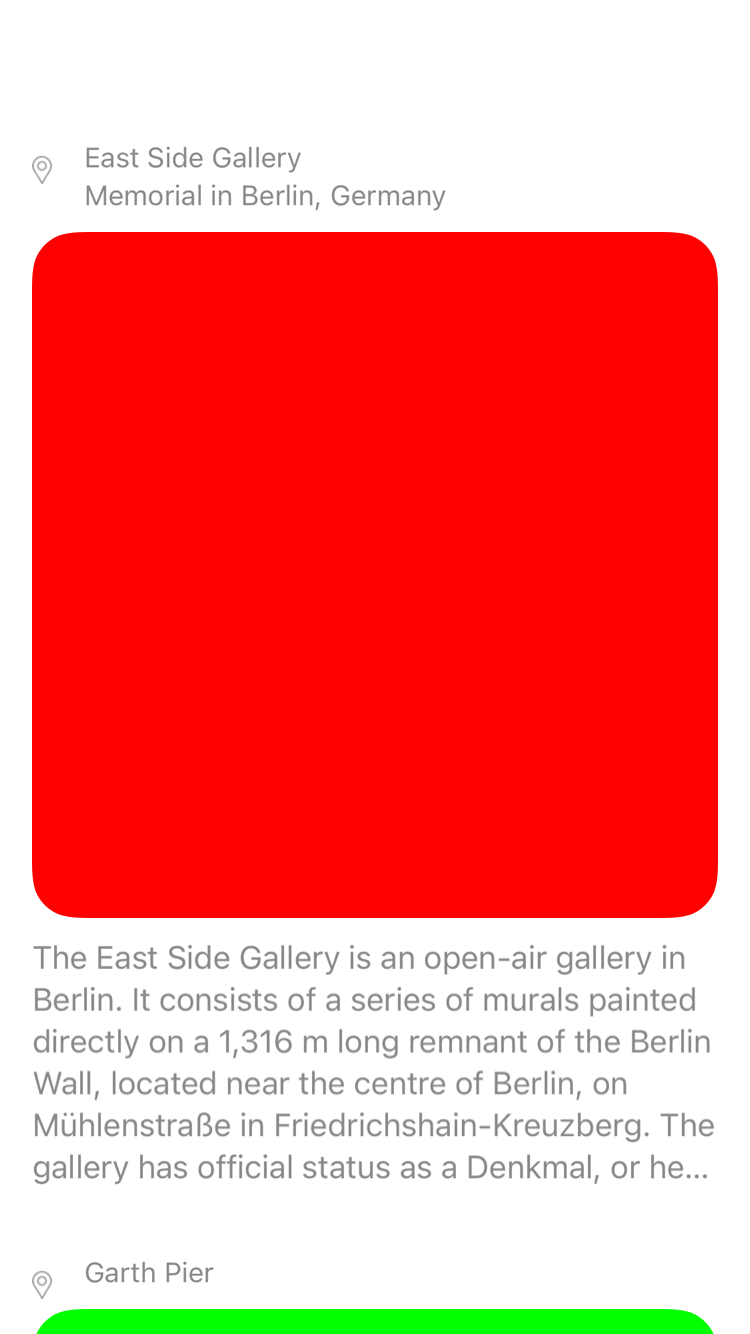 East Side Gallery
Memorial in Berlin, Germany
The East Side Gallery is an open-air gallery in
Berlin. It consists of a series of murals painted
directly on a 1,316 m long remnant of the Berlin
Wall, located near the centre of Berlin, on
Mühlenstraße in Friedrichshain-Kreuzberg. The
gallery has official status as a Denkmal, or he...
Garth Pier